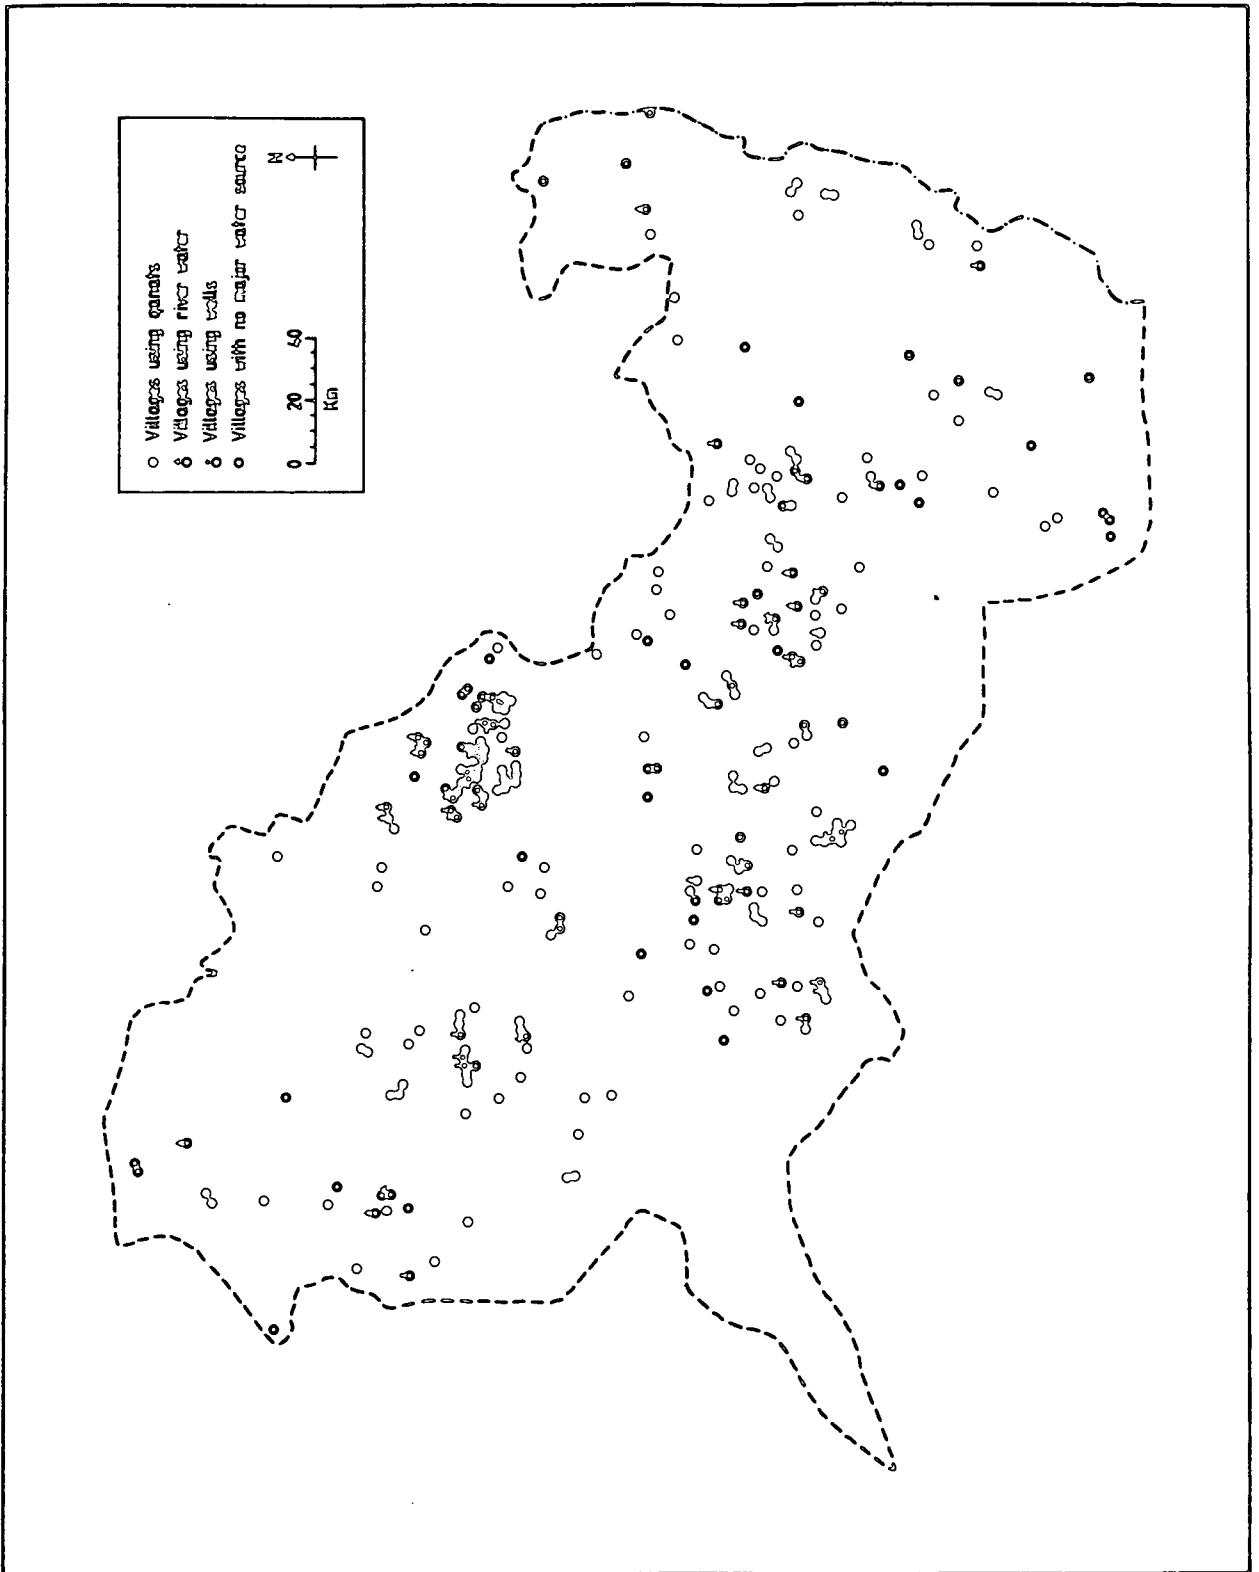 Villages using qanats
Villages using river water
Villages using wells
Villages with no major water source
N
0 20 40
Km